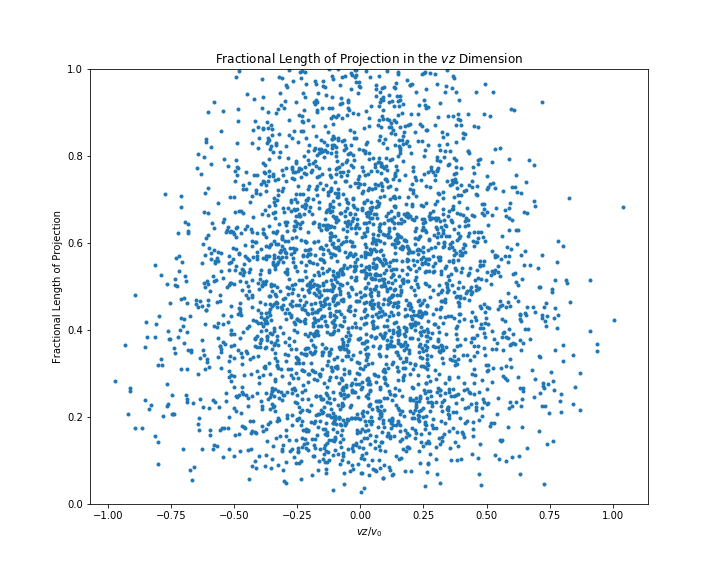 Fractional Length of Projection in the vz Dimension
Fractional Length of Projection
1.0
0.8
0.6
0.4
0.2
0.0
−1.00 −0.75 −0.50 −0.25 0.00 0.25 0.50 0.75 1.00
vz/v₀